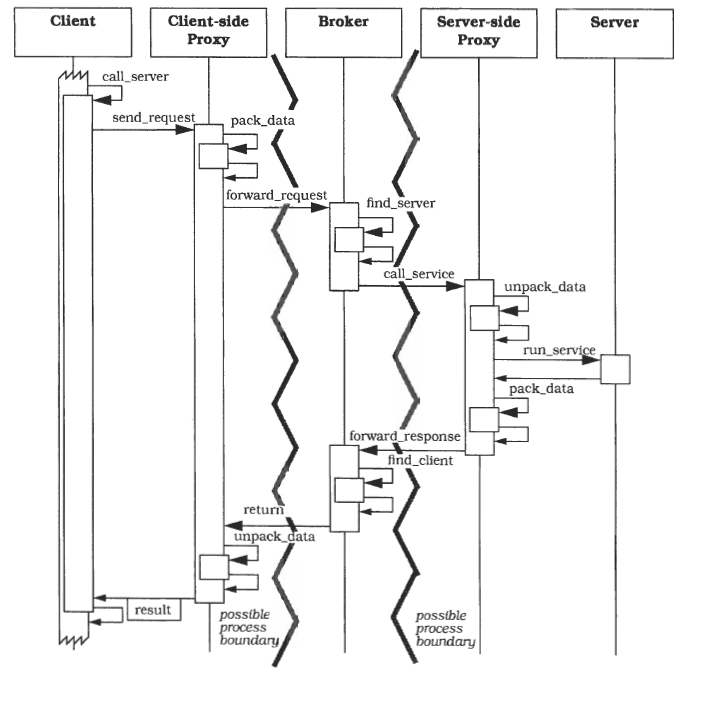 Client
Client-side
Proxy
Broker
Server-side
Proxy
Server
call_server
send_request
pack_data
forward_request
find_server
call_service
unpack_data
run_service
pack_data
forward_response
find_client
return
unpack_data
result
possible
process
boundary
possible
process
boundary